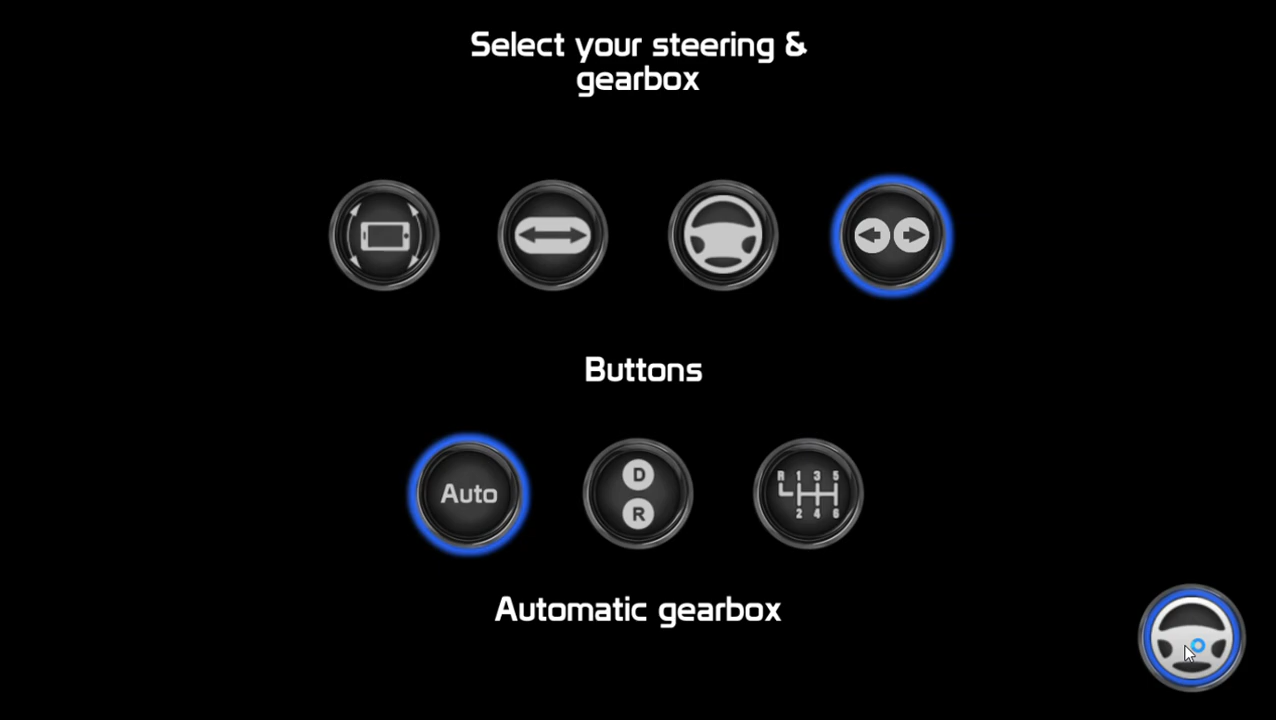 Select your steering &
gearbox
Buttons
Auto
D
R
R 1 3 5
2 4 6
Automatic gearbox